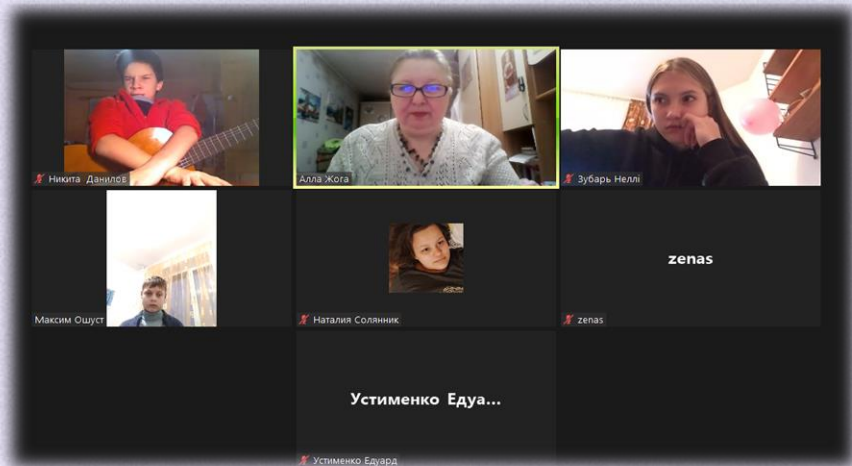 Никита Данилов
Алла Жога
Зубарь Неллі
Максим Ошуст
Наталия Солянник
zenas
zenas
Устименко Едуа...
Устименко Едуард